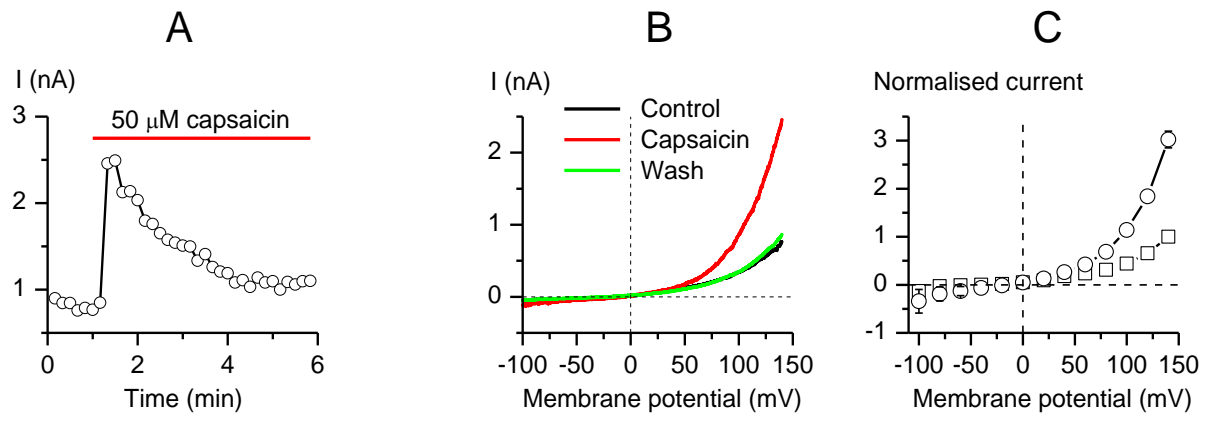 A
I (nA)
50 μM capsaicin
3
2
1
0 2 4 6
Time (min)
B
I (nA)
Control
Capsaicin
Wash
2
1
0
-100 -50 0 50 100 150
Membrane potential (mV)
C
Normalised current
3
2
1
0
-1
-100 -50 0 50 100 150
Membrane potential (mV)